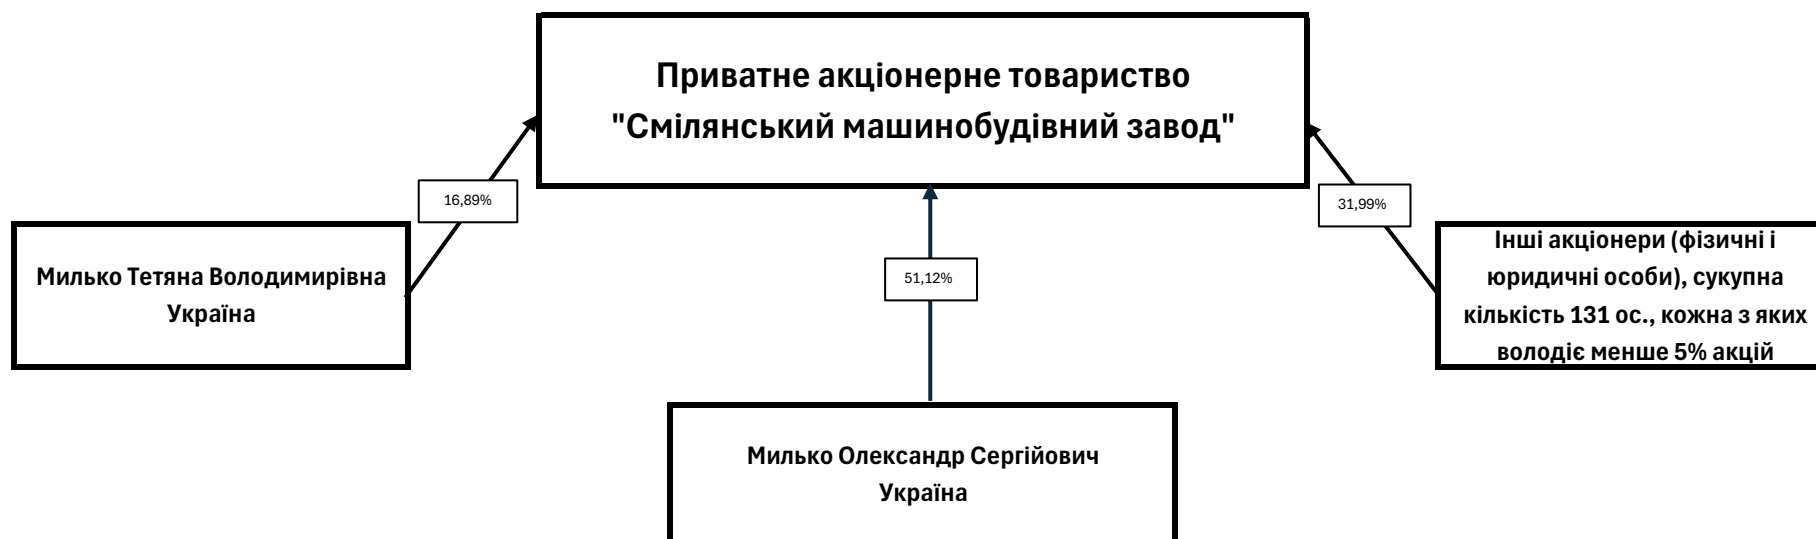 Приватне акціонерне товариство
"Смілянський машинобудівний завод"
16,89%
31,99%
Милько Тетяна Володимирівна
Україна
51,12%
Інші акціонери (фізичні і
юридичні особи), сукупна
кількість 131 ос., кожна з яких
володіє менше 5% акцій
Милько Олександр Сергійович
Україна